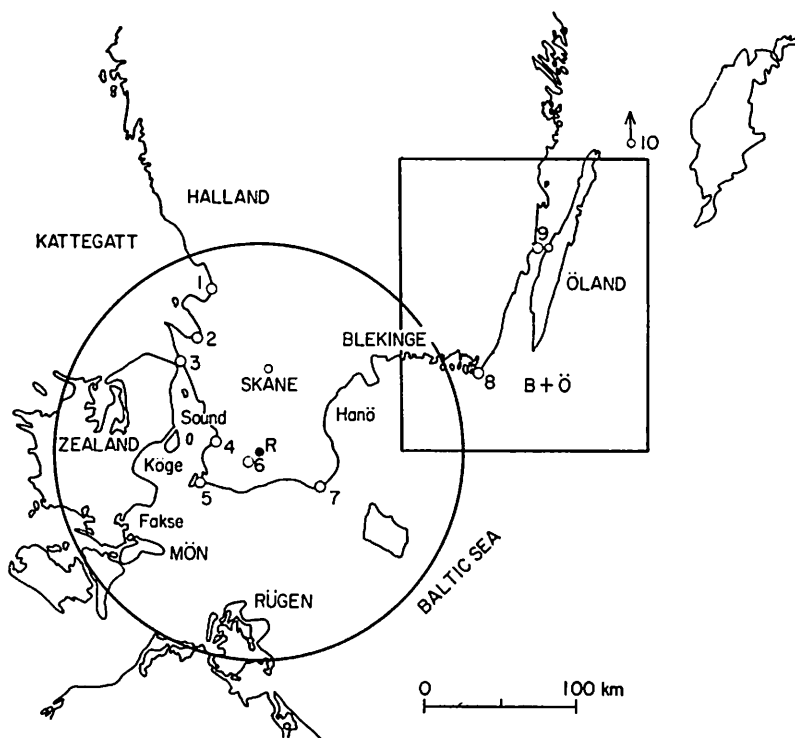 10
HALLAND
KATTEGATT
9
1
ÖLAND
2
BLEKINGE
3
SKÅNE
8
B + Ö
Sound
Hanö
ZEALAND
4
R
Köge
6
5
7
Fakse
MÖN
BALTIC SEA
RÜGEN
0
100 km